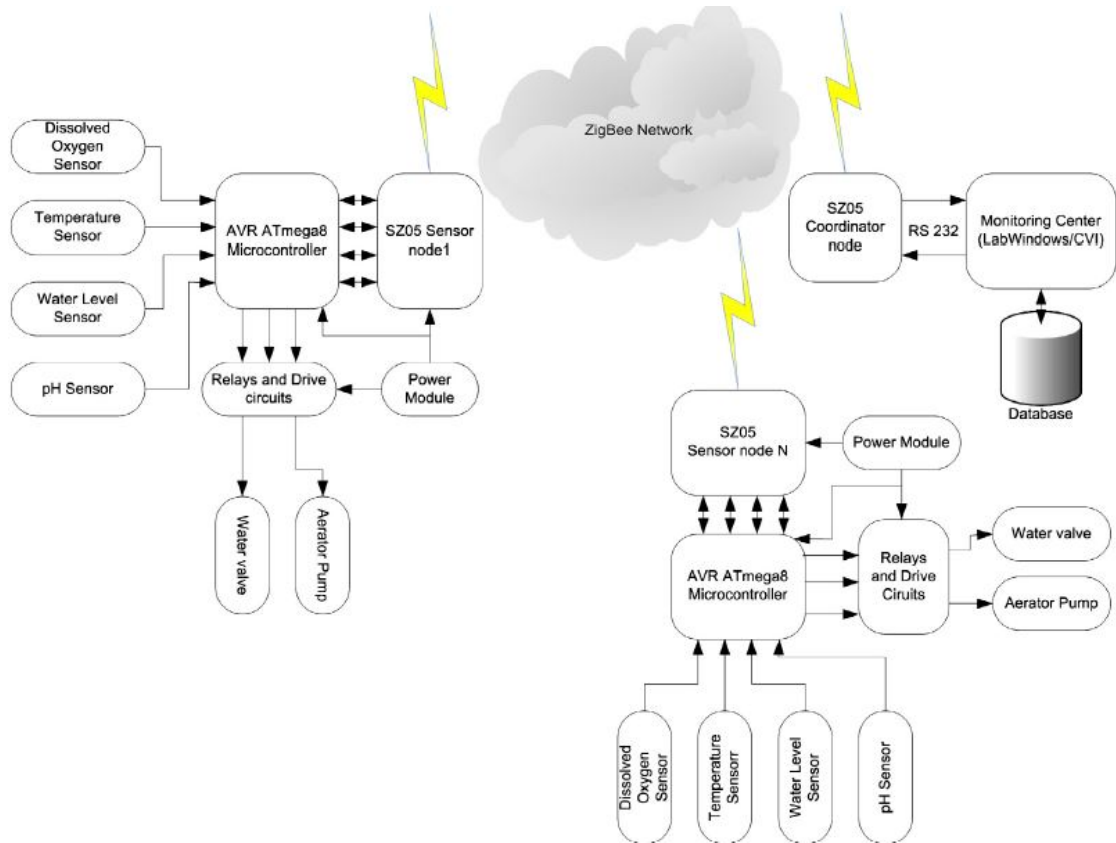 ZigBee Network
Dissolved
Oxygen
Sensor
Temperature
Sensor
Water Level
Sensor
pH Sensor
AVR ATmega8
Microcontroller
SZ05 Sensor
node1
Relays and Drive
circuits
Power
Module
Water valve
Aerator Pump
SZ05
Coordinator
node
RS 232
Monitoring Center
(LabWindows/CVI)
Database
SZ05
Sensor node N
Power Module
AVR ATmega8
Microcontroller
Relays
and Drive
Ciruits
Water valve
Aerator Pump
Dissolved
Oxygen
Sensor
Temperature
Sensorr
Water Level
Sensor
pH Sensor